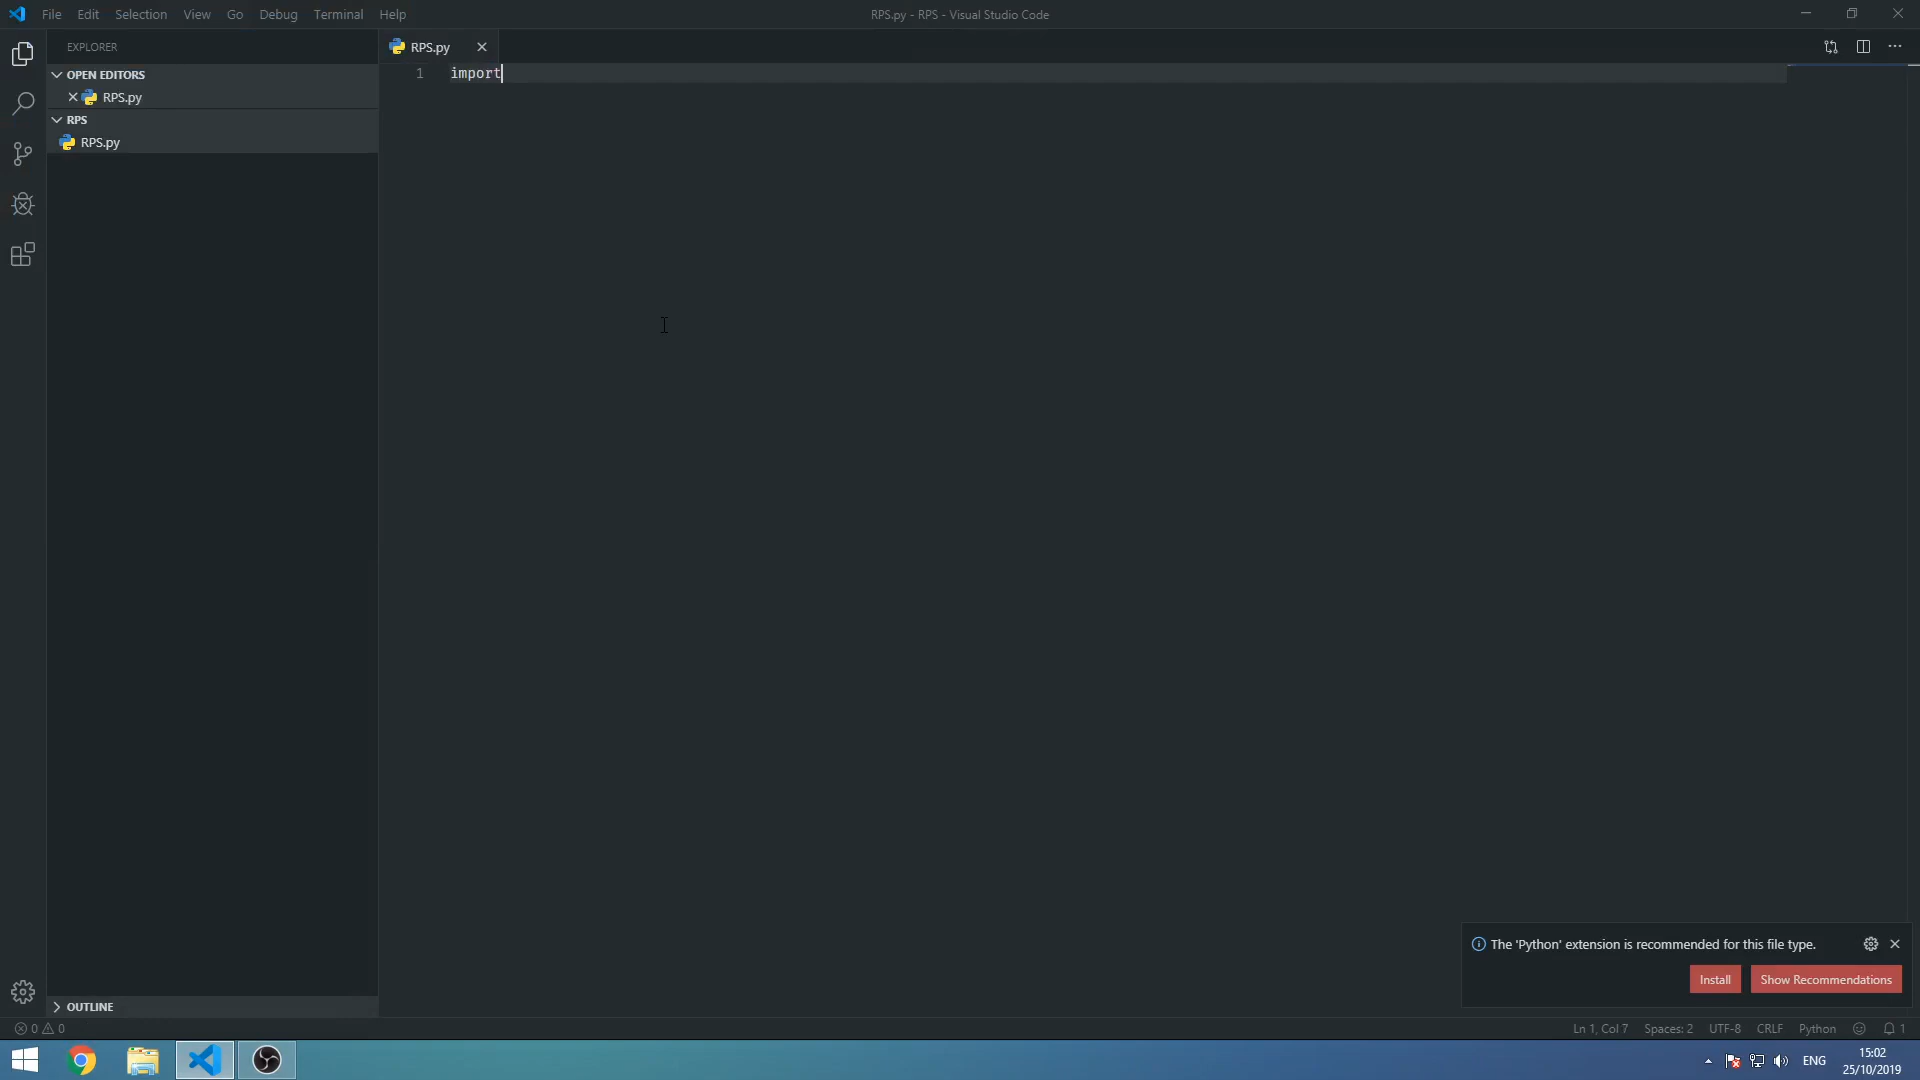 File Edit Selection View Go Debug Terminal Help
RPS.py - RPS - Visual Studio Code
EXPLORER
OPEN EDITORS
RPS.py
RPS
RPS.py
OUTLINE
RPS.py
1 import
The 'Python' extension is recommended for this file type.
Install Show Recommendations
0 0
Ln 1, Col 7 Spaces: 2 UTF-8 CRLF Python 1
ENG
15:02
25/10/2019